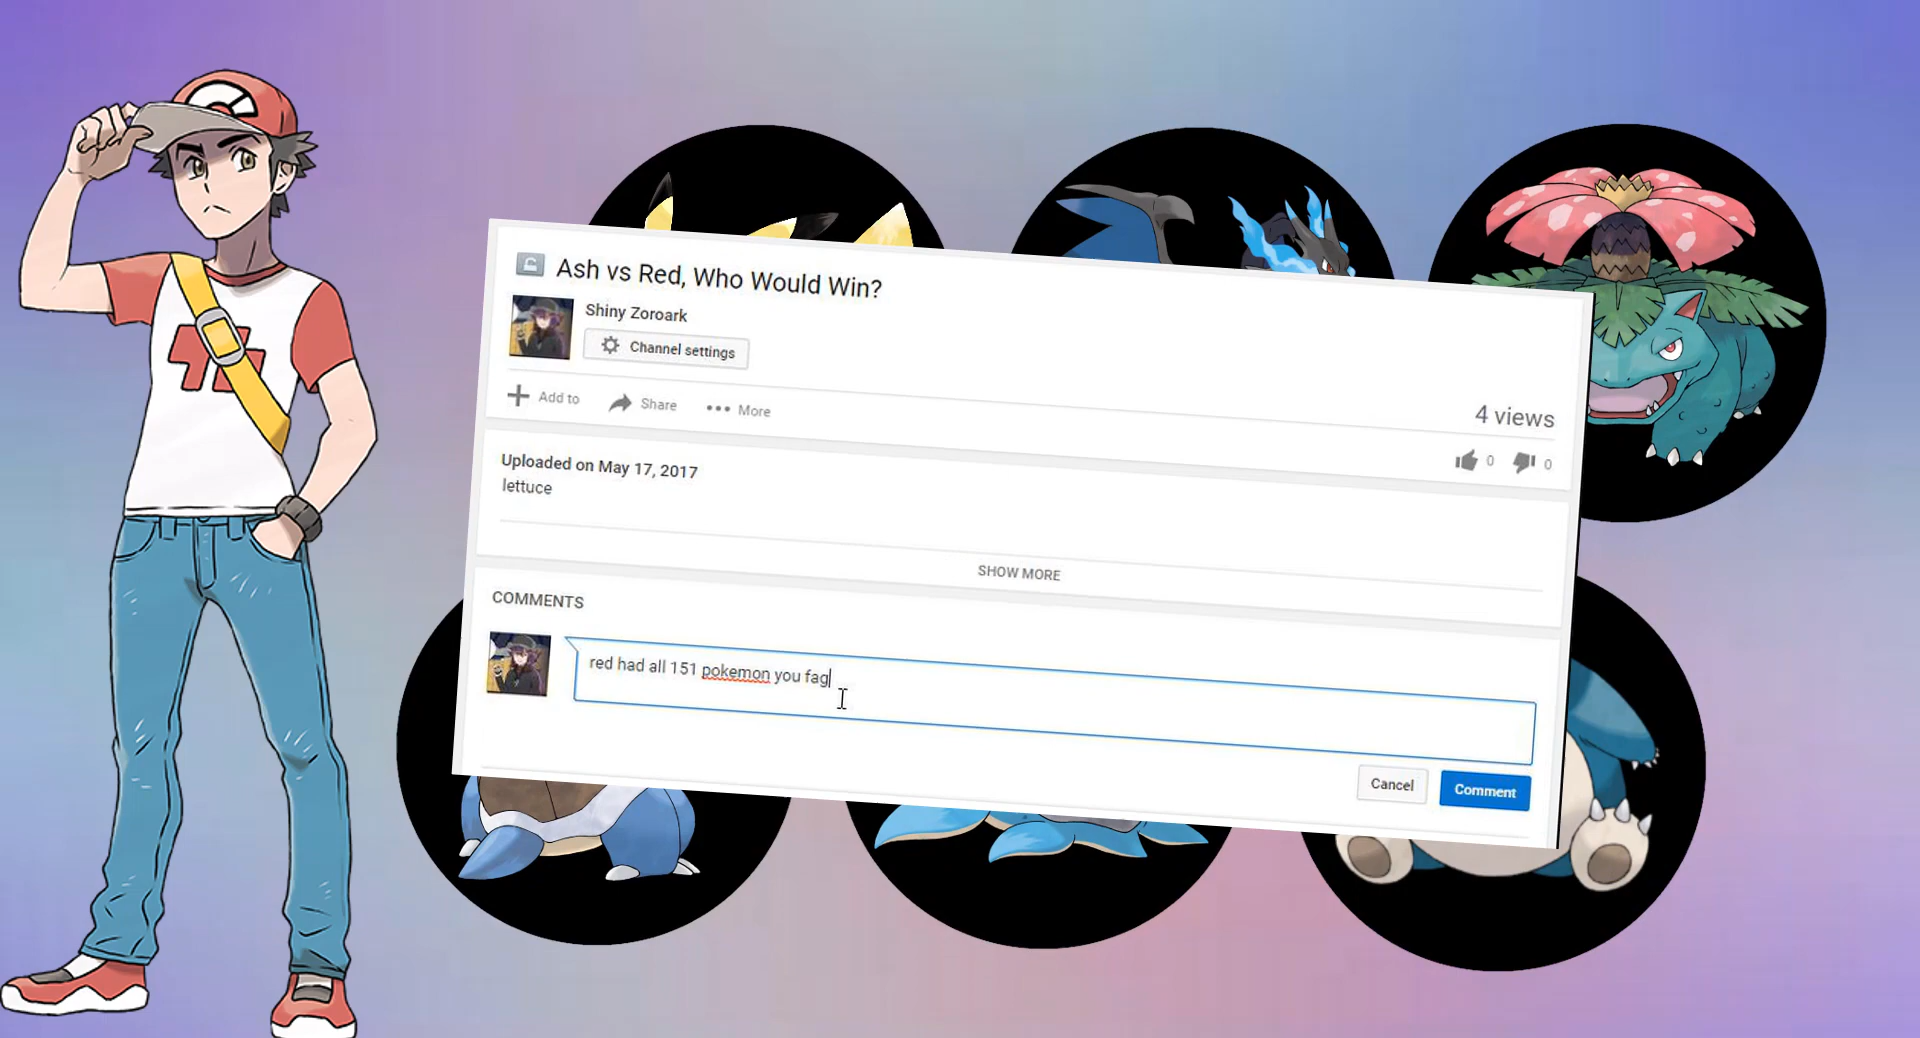 Ash vs Red, Who Would Win?
Shiny Zoroark
Channel settings
Add to
Share
More
4 views
0
0
Uploaded on May 17, 2017
lettuce
SHOW MORE
COMMENTS
red had all 151 pokemon you fag
Cancel
Comment